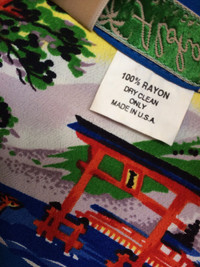 100% RAYON
DRY CLEAN
ONLY
MADE IN U.S.A.